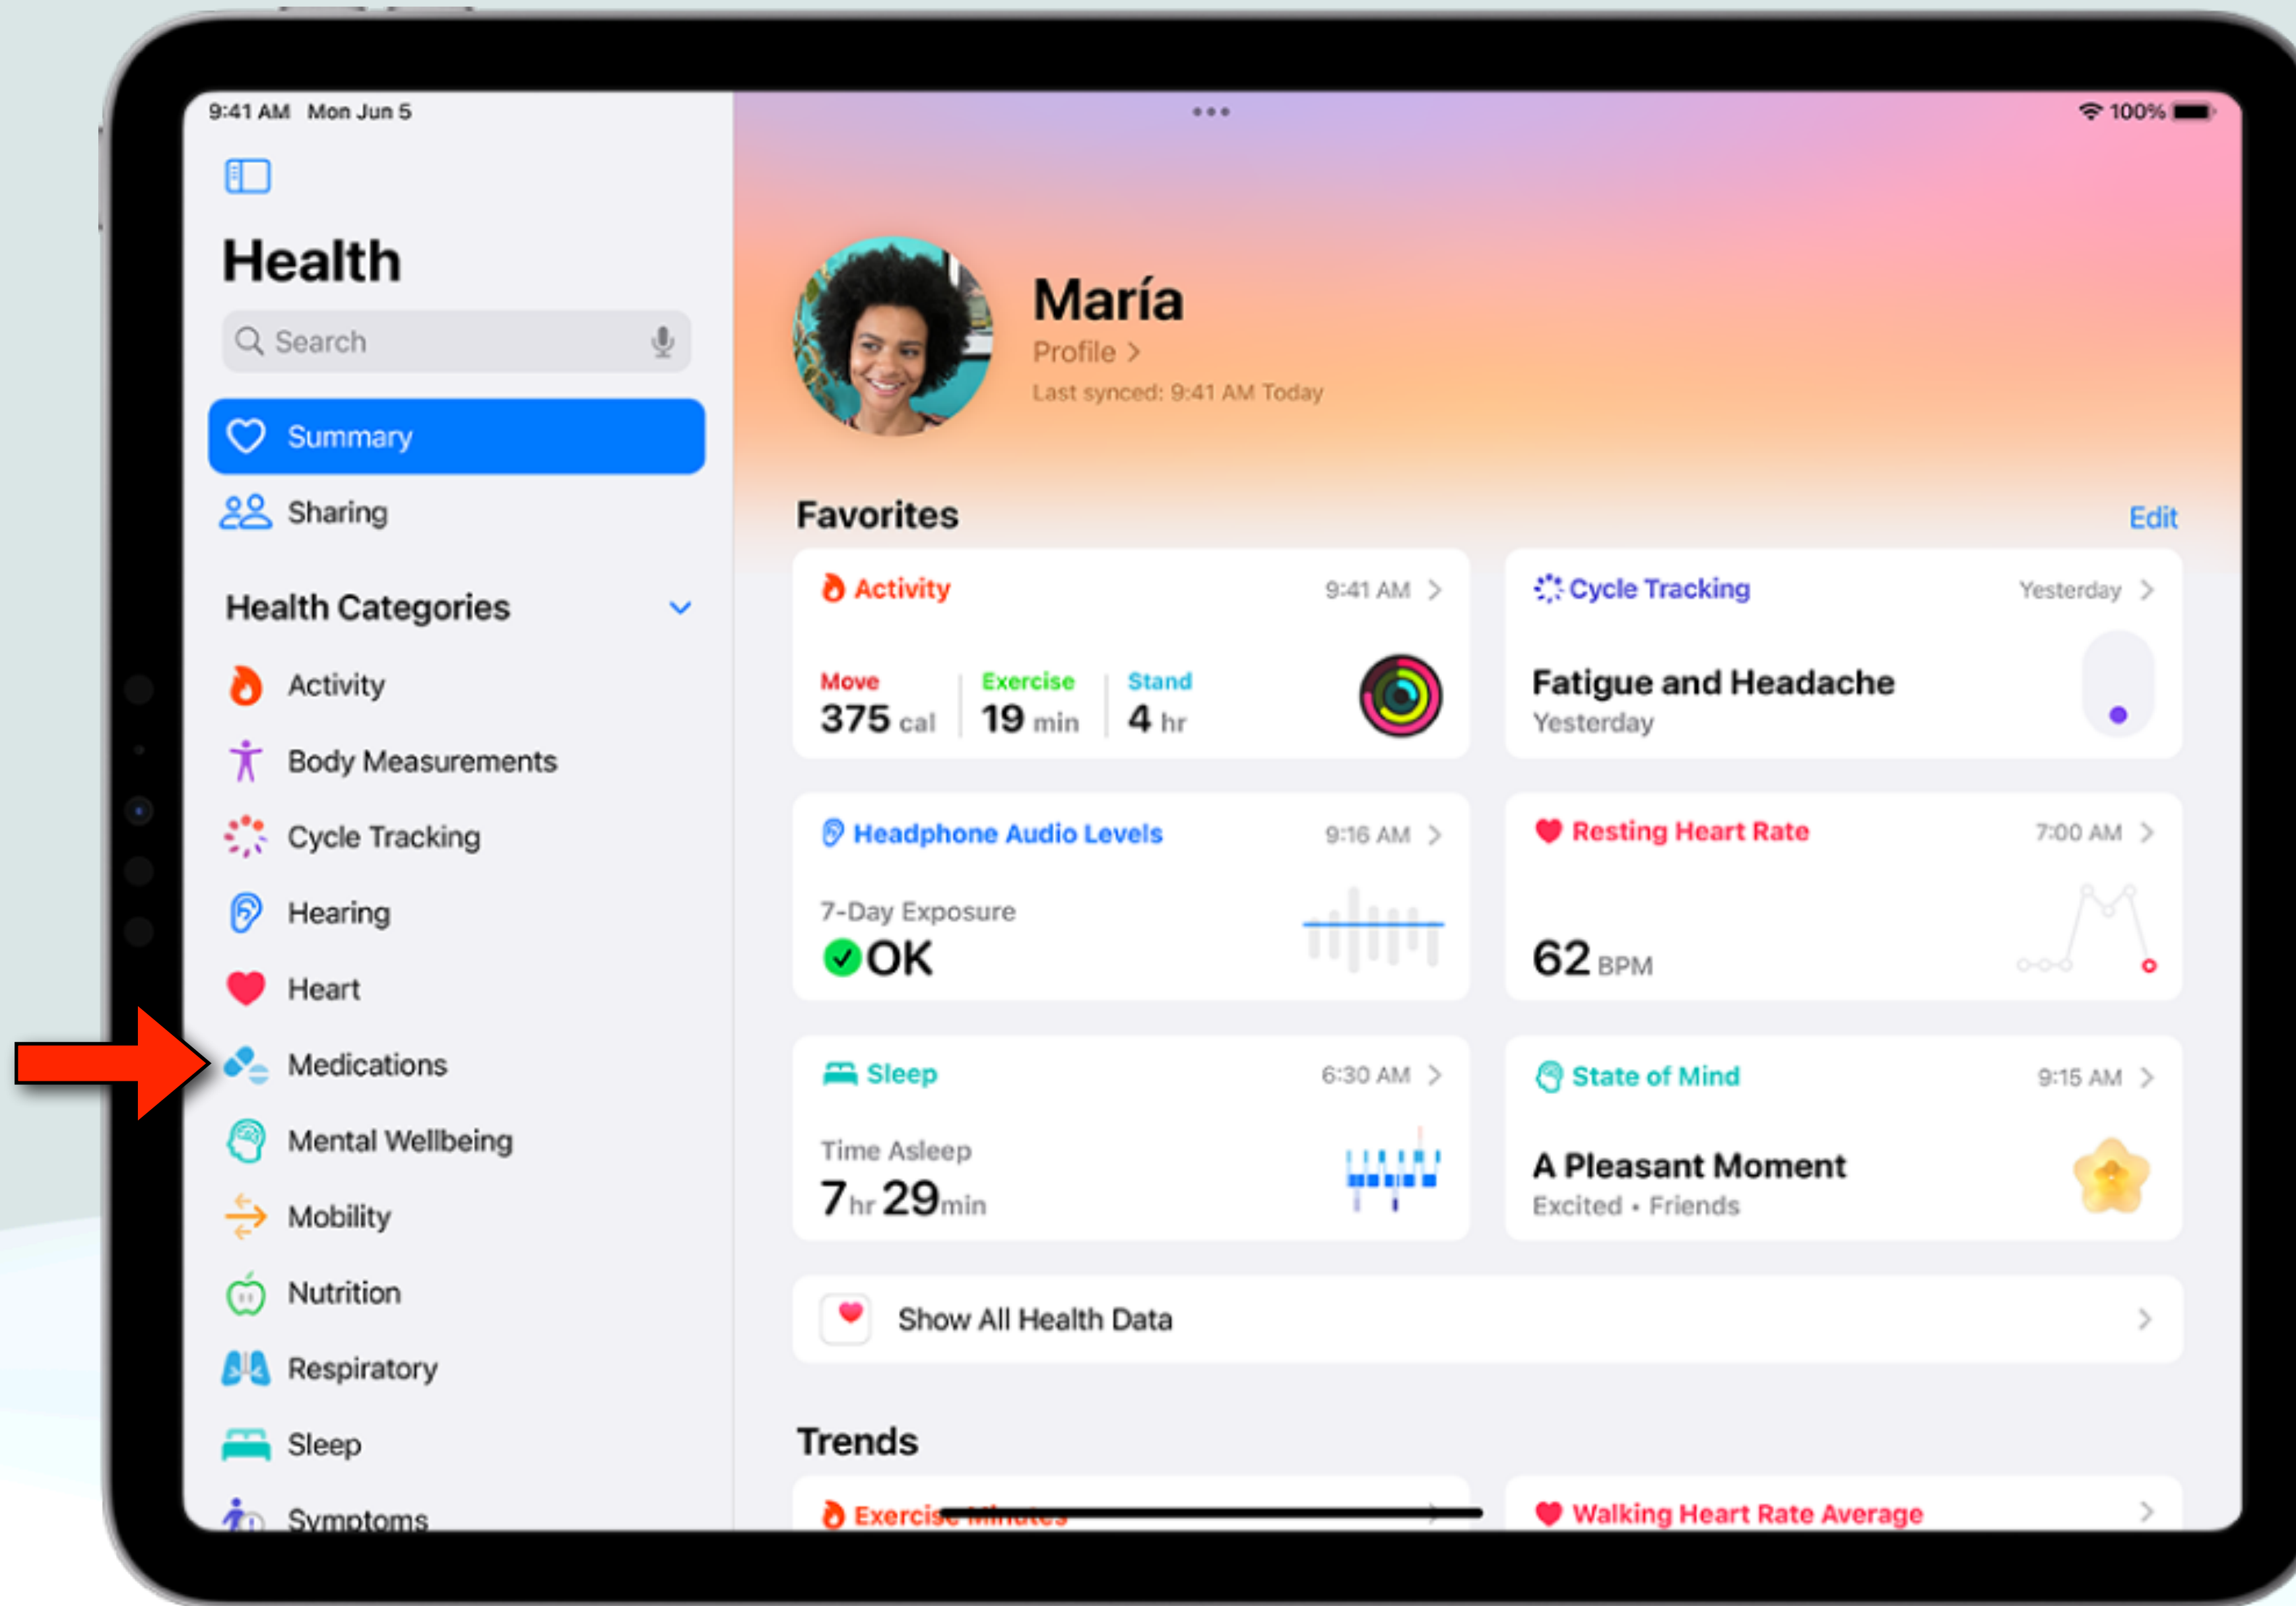 9:41 AM Mon Jun 5
100%
Health
Search
Summary
Sharing
Health Categories
Activity
Body Measurements
Cycle Tracking
Hearing
Heart
Medications
Mental Wellbeing
Mobility
Nutrition
Respiratory
Sleep
Symptoms
María
Profile >
Last synced: 9:41 AM Today
Favorites Edit
Activity 9:41 AM >
Move Exercise Stand
375 cal 19 min 4 hr
Cycle Tracking Yesterday >
Fatigue and Headache
Yesterday
Headphone Audio Levels 9:16 AM >
7-Day Exposure
OK
Resting Heart Rate 7:00 AM >
62 BPM
Sleep 6:30 AM >
Time Asleep
7 hr 29 min
State of Mind 9:15 AM >
A Pleasant Moment
Excited • Friends
Show All Health Data >
Trends
Exercise Minutes >
Walking Heart Rate Average >